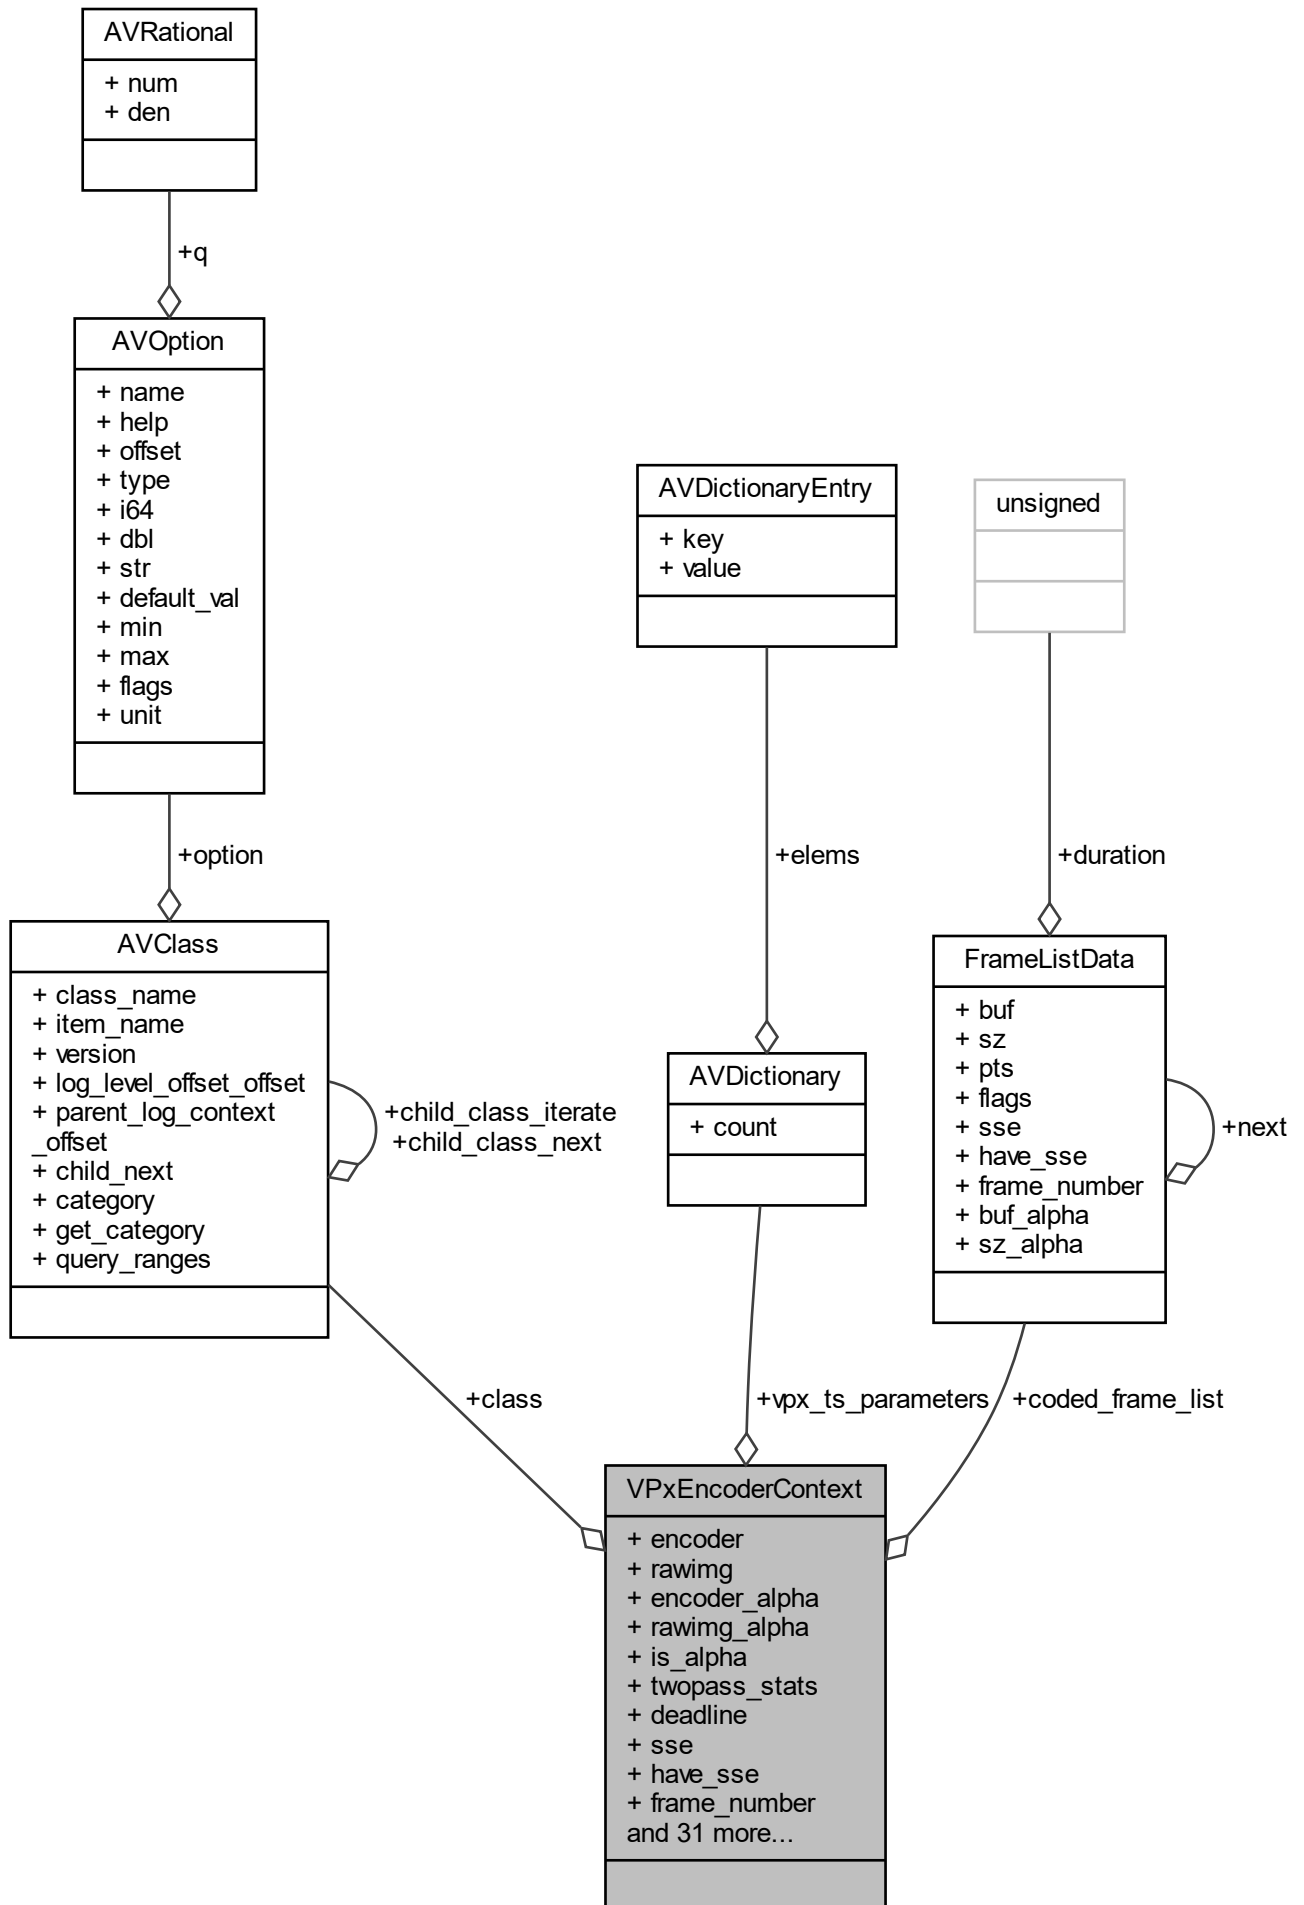 AVRational
+ num
+ den
+q
AVOption
+ name
+ help
+ offset
+ type
+ i64
+ dbl
+ str
+ default_val
+ min
+ max
+ flags
+ unit
AVDictionaryEntry
+ key
+ value
unsigned
+option
+elems
+duration
AVClass
+ class_name
+ item_name
+ version
+ log_level_offset_offset
+ parent_log_context
_offset
+ child_next
+ category
+ get_category
+ query_ranges
+child_class_iterate
+child_class_next
AVDictionary
+ count
FrameListData
+ buf
+ sz
+ pts
+ flags
+ sse
+ have_sse
+ frame_number
+ buf_alpha
+ sz_alpha
+next
+class
+vpx_ts_parameters
+coded_frame_list
VPxEncoderContext
+ encoder
+ rawimg
+ encoder_alpha
+ rawimg_alpha
+ is_alpha
+ twopass_stats
+ deadline
+ sse
+ have_sse
+ frame_number
and 31 more...